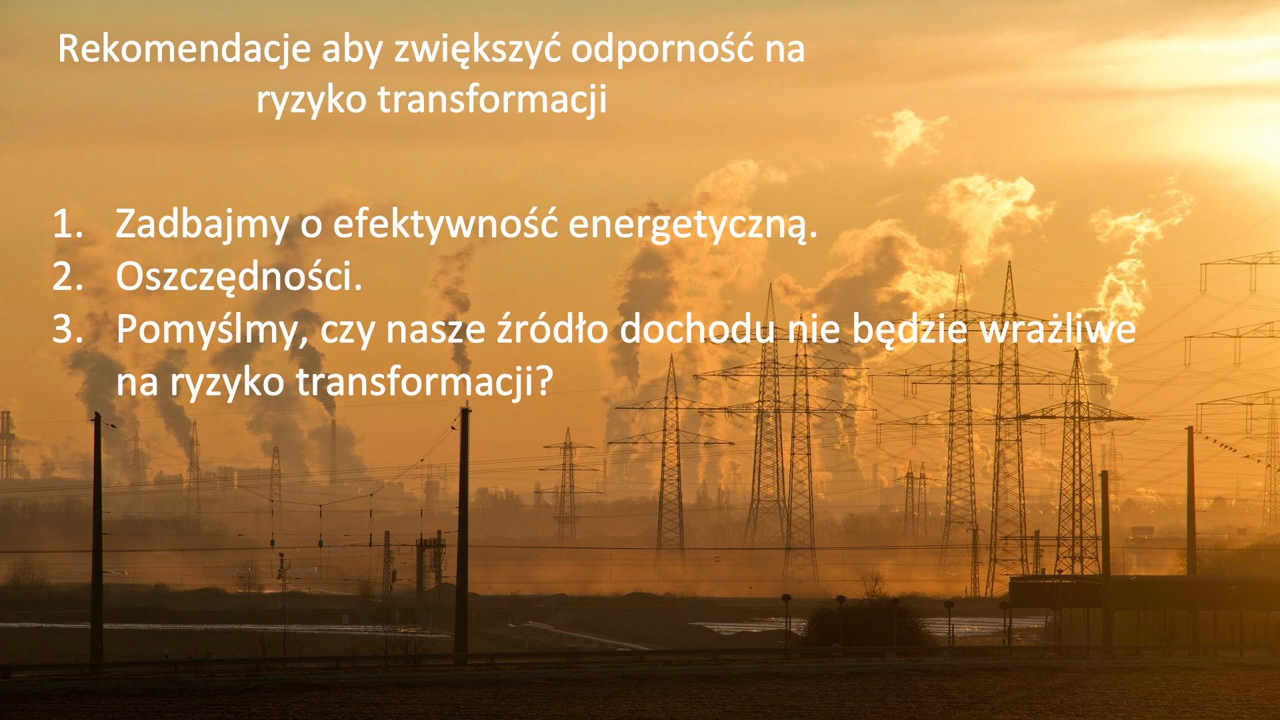 Rekomendacje aby zwiększyć odporność na
ryzyko transformacji
1. Zadbajmy o efektywność energetyczną.
2. Oszczędności.
3. Pomyślmy, czy nasze źródło dochodu nie będzie wrażliwe
na ryzyko transformacji?